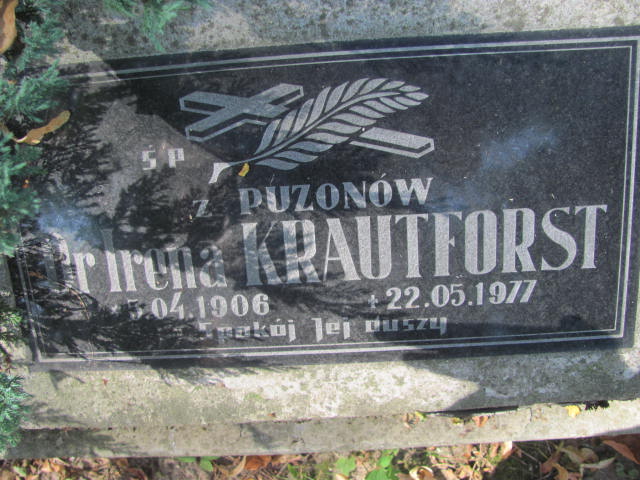 ŚP
Z PUZONÓW
Dr Irena KRAUTFORST
5.04.1906 + 22.05.1977
Spokój Jej duszy